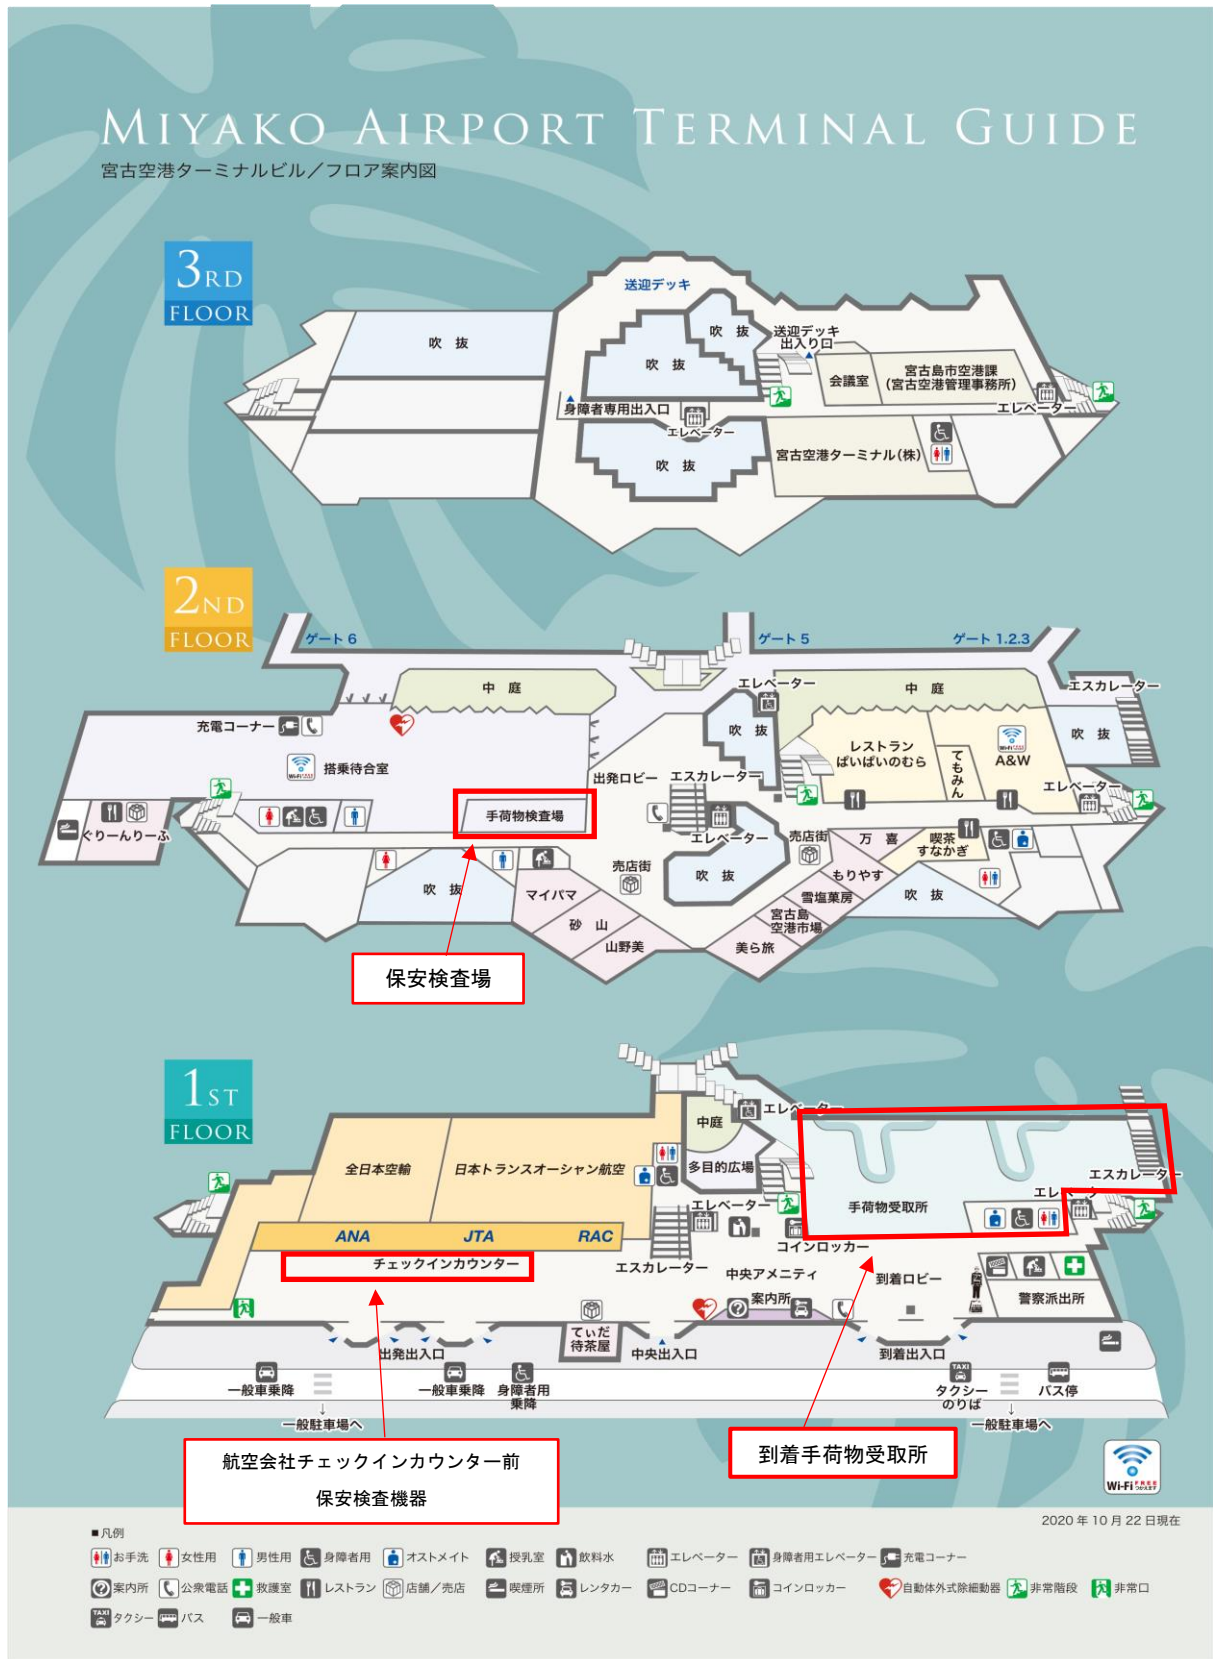 MIYAKO AIRPORT TERMINAL GUIDE
宮古空港ターミナルビル／フロア案内図
3RD
FLOOR
送迎デッキ
吹 抜
吹 抜
吹 抜
送迎デッキ
出入り口
会議室
宮古島市空港課
(宮古空港管理事務所)
エレベーター
身障者専用出入口
エレベーター
吹 抜
宮古空港ターミナル(株)
2ND
FLOOR
ゲート 6
ゲート 5
ゲート 1.2.3
中 庭
エレベーター
中 庭
エスカレーター
充電コーナー
吹 抜
レストラン
ぱいぱいのむら
てもみん
Wi-Fi
A&W
吹 抜
Wi-Fi
搭乗待合室
出発ロビー
エスカレーター
エレベーター
手荷物検査場
ぐりーんりーふ
エレベーター
売店街
万 喜
喫茶
すなかぎ
吹 抜
マイパマ
売店街
吹 抜
もりやす
雪塩菓房
吹 抜
砂 山
宮古島
空港市場
山野美
美ら旅
保安検査場
1ST
FLOOR
中庭
エレベーター
全日本空輸
日本トランスオーシャン航空
多目的広場
エスカレーター
手荷物受取所
エレベーター
エレベーター
ANA
JTA
RAC
コインロッカー
チェックインカウンター
エスカレーター
中央アメニティ
到着ロビー
案内所
警察派出所
てぃだ
待茶屋
出発出入口
中央出入口
到着出入口
一般車乗降
一般車乗降
身障者用
乗降
TAXI
タクシー
のりば
バス停
↓
一般駐車場へ
↓
一般駐車場へ
航空会社チェックインカウンター前
保安検査機器
到着手荷物受取所
Wi-Fi FREE
2020 年 10 月 22 日現在
■凡例
お手洗 女性用 男性用 身障者用 オストメイト 授乳室 飲料水 エレベーター 身障者用エレベーター 充電コーナー
案内所 公衆電話 救護室 レストラン 店舗／売店 喫煙所 レンタカー CDコーナー コインロッカー 自動体外式除細動器 非常階段 非常口
TAXI タクシー バス 一般車